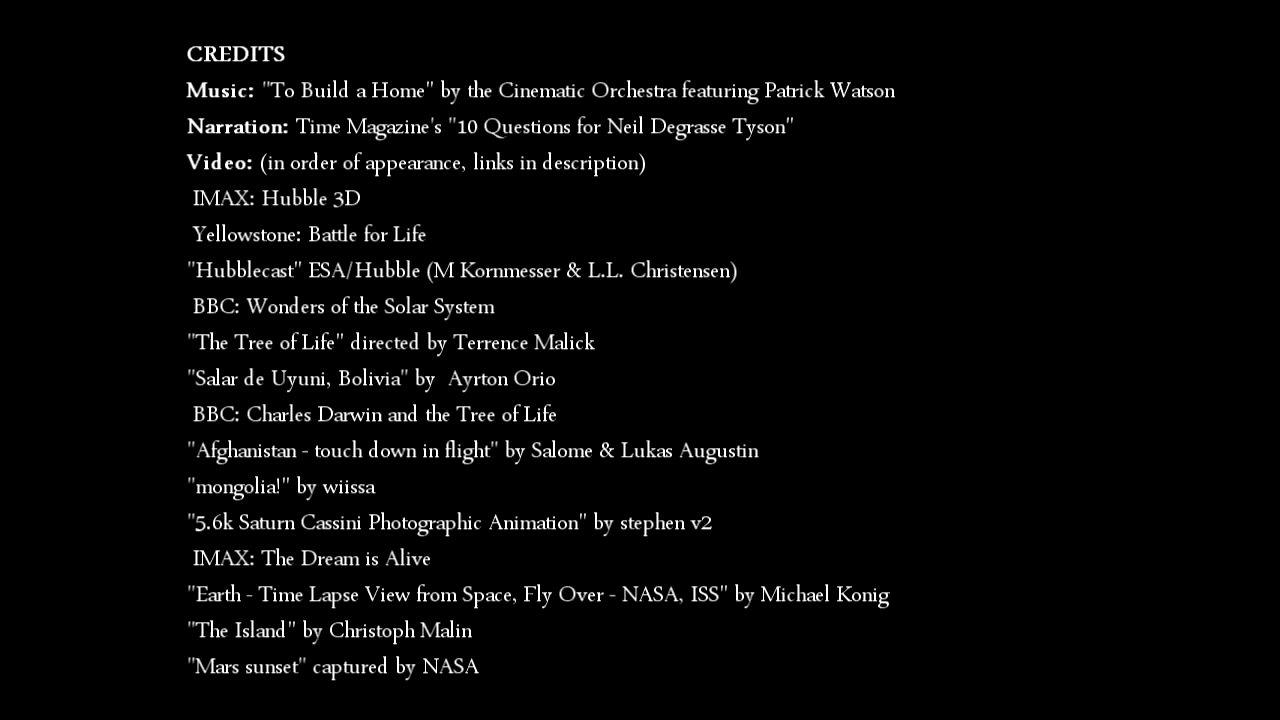 CREDITS
Music: "To Build a Home" by the Cinematic Orchestra featuring Patrick Watson
Narration: Time Magazine's "10 Questions for Neil Degrasse Tyson"
Video: (in order of appearance, links in description)
IMAX: Hubble 3D
Yellowstone: Battle for Life
"Hubblecast" ESA/Hubble (M Kornmesser & L.L. Christensen)
BBC: Wonders of the Solar System
"The Tree of Life" directed by Terrence Malick
"Salar de Uyuni, Bolivia" by Ayrton Orio
BBC: Charles Darwin and the Tree of Life
"Afghanistan - touch down in flight" by Salome & Lukas Augustin
"mongolia!" by wiissa
"5.6k Saturn Cassini Photographic Animation" by stephen v2
IMAX: The Dream is Alive
"Earth - Time Lapse View from Space, Fly Over - NASA, ISS" by Michael Konig
"The Island" by Christoph Malin
"Mars sunset" captured by NASA